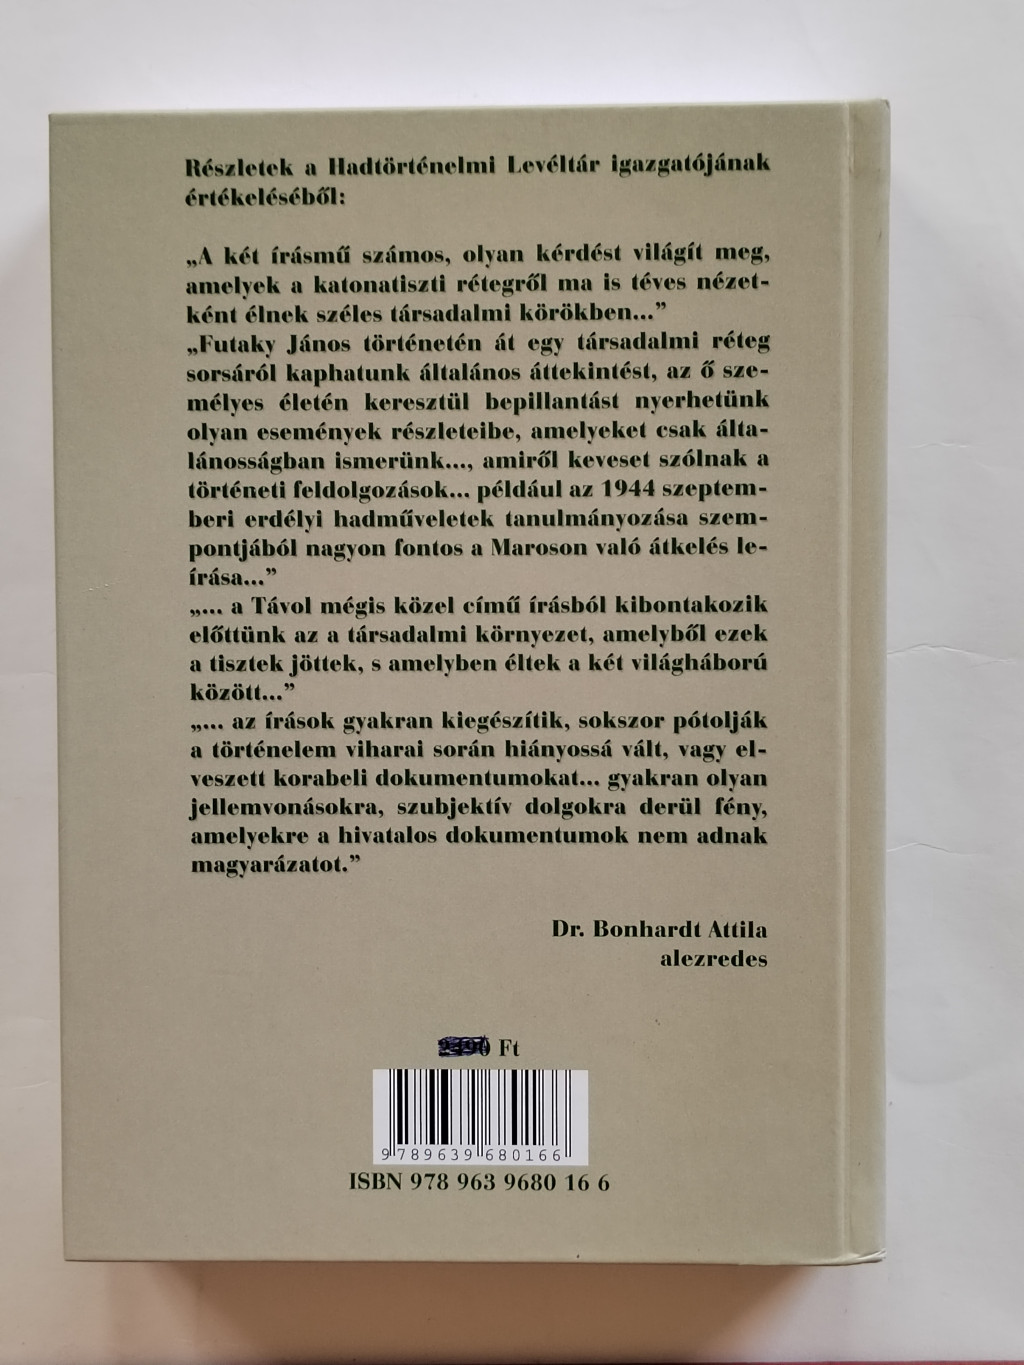 Részletek a Hadtörténelmi Levéltár igazgatójának
értékeléséből:
„A két írásmű számos, olyan kérdést világít meg,
amelyek a katonatiszti rétegről ma is téves nézet-
ként élnek széles társadalmi körökben...”
„Futaky János történetén át egy társadalmi réteg
sorsáról kaphatunk általános áttekintést, az ő sze-
mélyes életén keresztül bepillantást nyerhetünk
olyan események részleteibe, amelyeket csak álta-
lánosságban ismerünk..., amiről keveset szólnak a
történeti feldolgozások... például az 1944 szeptem-
beri erdélyi hadműveletek tanulmányozása szem-
pontjából nagyon fontos a Maroson való átkelés le-
írása...”
„... a Távol mégis közel című írásból kibontakozik
előttünk az a társadalmi környezet, amelyből ezek
a tisztek jöttek, s amelyben éltek a két világháború
között...”
„... az írások gyakran kiegészítik, sokszor pótolják
a történelem viharai során hiányossá vált, vagy el-
veszett korabeli dokumentumokat... gyakran olyan
jellemvonásokra, szubjektív dolgokra derül fény,
amelyekre a hivatalos dokumentumok nem adnak
magyarázatot.”
Dr. Bonhardt Attila
alezredes
Ft
9 789639 680166
ISBN 978 963 9680 16 6